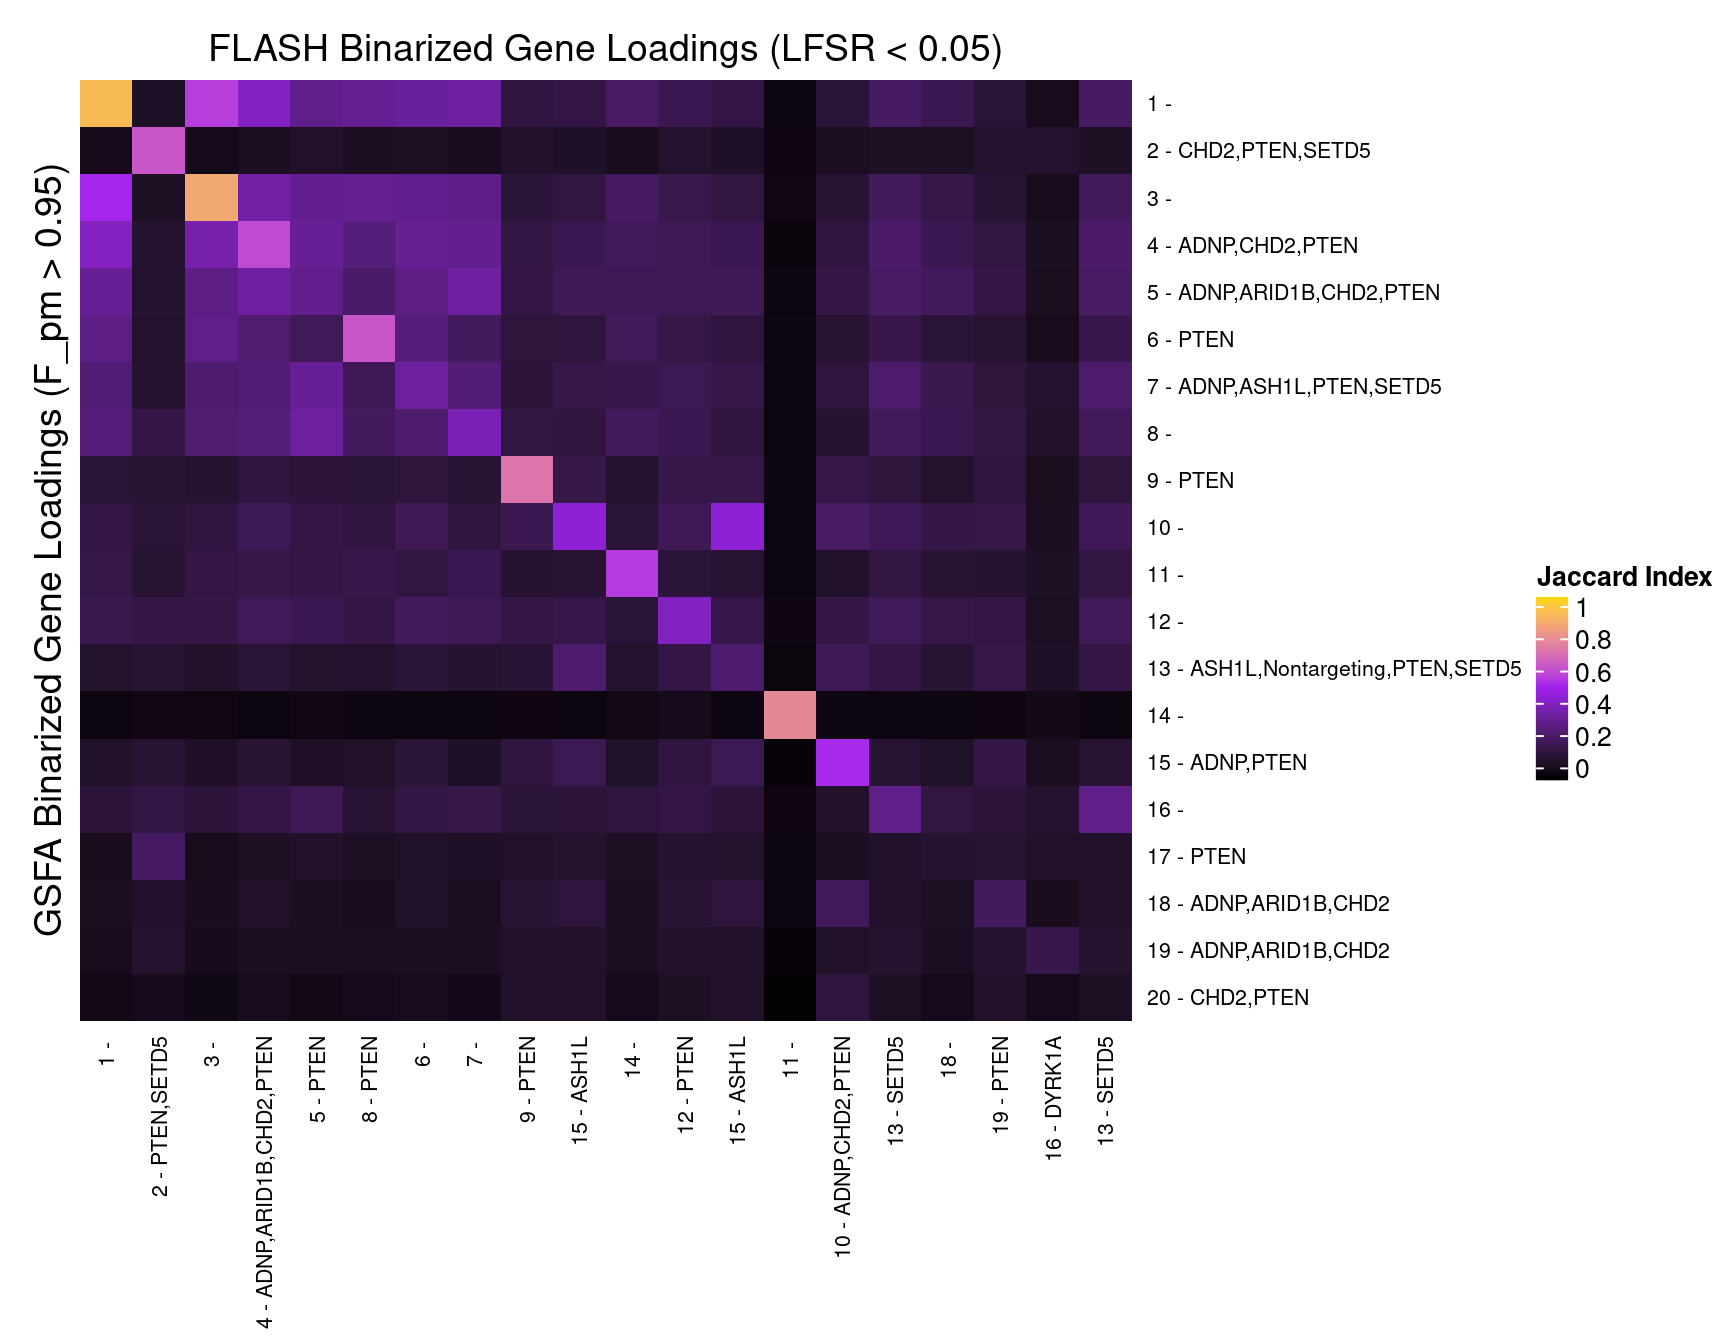 FLASH Binarized Gene Loadings (LFSR < 0.05)
GSFA Binarized Gene Loadings (F_pm > 0.95)
1 -
2 - CHD2,PTEN,SETD5
3 -
4 - ADNP,CHD2,PTEN
5 - ADNP,ARID1B,CHD2,PTEN
6 - PTEN
7 - ADNP,ASH1L,PTEN,SETD5
8 -
9 - PTEN
10 -
11 -
12 -
13 - ASH1L,Nontargeting,PTEN,SETD5
14 -
15 - ADNP,PTEN
16 -
17 - PTEN
18 - ADNP,ARID1B,CHD2
19 - ADNP,ARID1B,CHD2
20 - CHD2,PTEN
Jaccard Index
1
0.8
0.6
0.4
0.2
0
1 -
2 - PTEN,SETD5
3 -
4 - ADNP,ARID1B,CHD2,PTEN
5 - PTEN
8 - PTEN
6 -
7 -
9 - PTEN
15 - ASH1L
14 -
12 - PTEN
15 - ASH1L
11 -
10 - ADNP,CHD2,PTEN
13 - SETD5
18 -
19 - PTEN
16 - DYRK1A
13 - SETD5